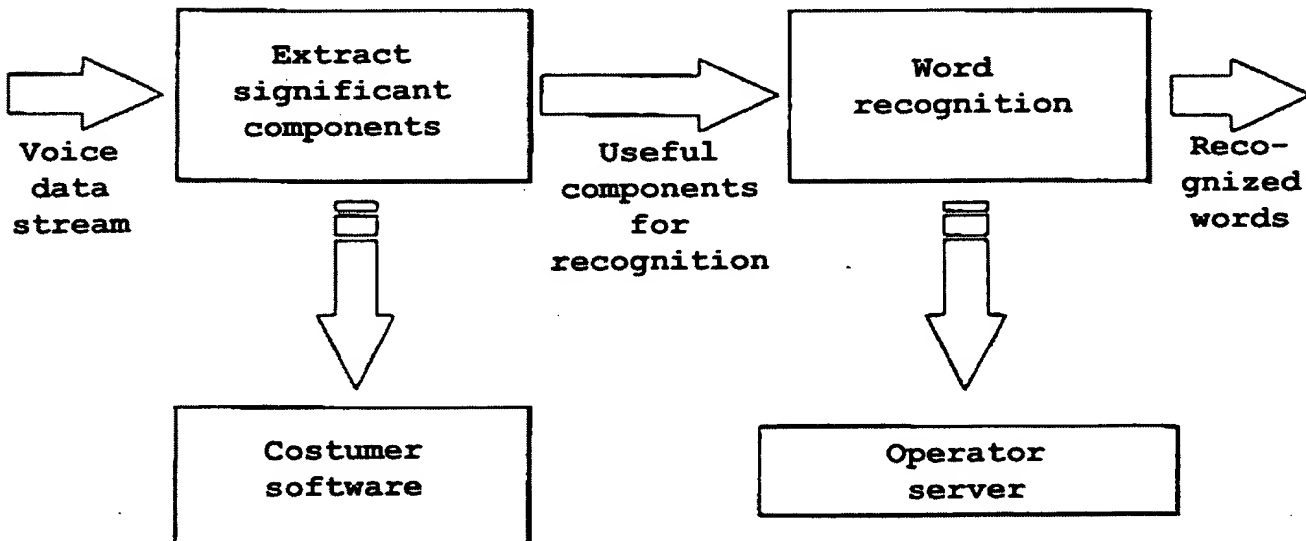 Extract
significant
components
Word
recognition
Voice
data
stream
Useful
components
for
recognition
Reco-
gnized
words
Costumer
software
Operator
server